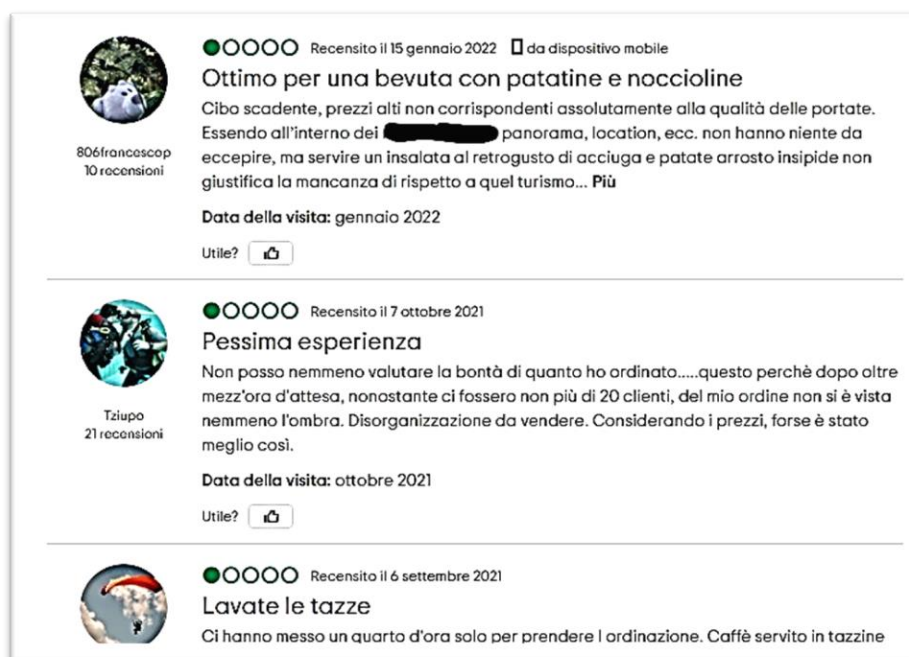 Recensito il 15 gennaio 2022 da dispositivo mobile
Ottimo per una bevuta con patatine e noccioline
Cibo scadente, prezzi alti non corrispondenti assolutamente alla qualità delle portate.
Essendo all'interno dei panorama, location, ecc. non hanno niente da
eccepire, ma servire un insalata al retrogusto di acciuga e patate arrosto insipide non
giustifica la mancanza di rispetto a quel turismo... Più
806francescop
10 recensioni
Data della visita: gennaio 2022
Utile?
Recensito il 7 ottobre 2021
Pessima esperienza
Non posso nemmeno valutare la bontà di quanto ho ordinato.....questo perchè dopo oltre
mezz'ora d'attesa, nonostante ci fossero non più di 20 clienti, del mio ordine non si è vista
nemmeno l'ombra. Disorganizzazione da vendere. Considerando i prezzi, forse è stato
meglio così.
Tziupo
21 recensioni
Data della visita: ottobre 2021
Utile?
Recensito il 6 settembre 2021
Lavate le tazze
Ci hanno messo un quarto d'ora solo per prendere l ordinazione. Caffè servito in tazzine